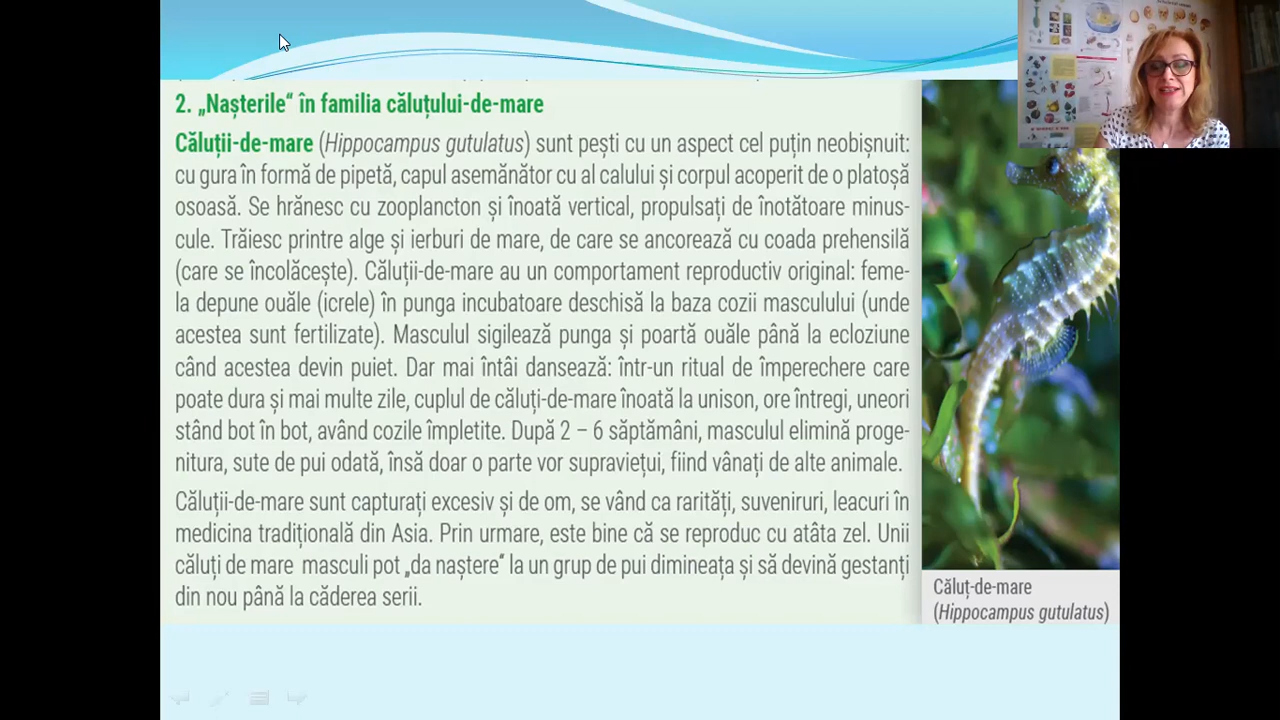 2. „Nașterile“ în familia căluțului-de-mare
Căluții-de-mare (Hippocampus gutulatus) sunt pești cu un aspect cel puțin neobișnuit:
cu gura în formă de pipetă, capul asemănător cu al calului și corpul acoperit de o platoșă
osoasă. Se hrănesc cu zooplancton și înoată vertical, propulsați de înotătoare minus-
cule. Trăiesc printre alge și ierburi de mare, de care se ancorează cu coada prehensilă
(care se încolăcește). Căluții-de-mare au un comportament reproductiv original: feme-
la depune ouăle (icrele) în punga incubatoare deschisă la baza cozii masculului (unde
acestea sunt fertilizate). Masculul sigilează punga și poartă ouăle până la ecloziune
când acestea devin puiet. Dar mai întâi dansează: într-un ritual de împerechere care
poate dura și mai multe zile, cuplul de căluți-de-mare înoată la unison, ore întregi, uneori
stând bot în bot, având cozile împletite. După 2 – 6 săptămâni, masculul elimină proge-
nitura, sute de pui odată, însă doar o parte vor supraviețui, fiind vânați de alte animale.
Căluții-de-mare sunt capturați excesiv și de om, se vând ca rarități, suveniruri, leacuri în
medicina tradițională din Asia. Prin urmare, este bine că se reproduc cu atâta zel. Unii
căluți de mare masculi pot „da naștere“ la un grup de pui dimineața și să devină gestanți
din nou până la căderea serii.
Căluț-de-mare
(Hippocampus gutulatus)